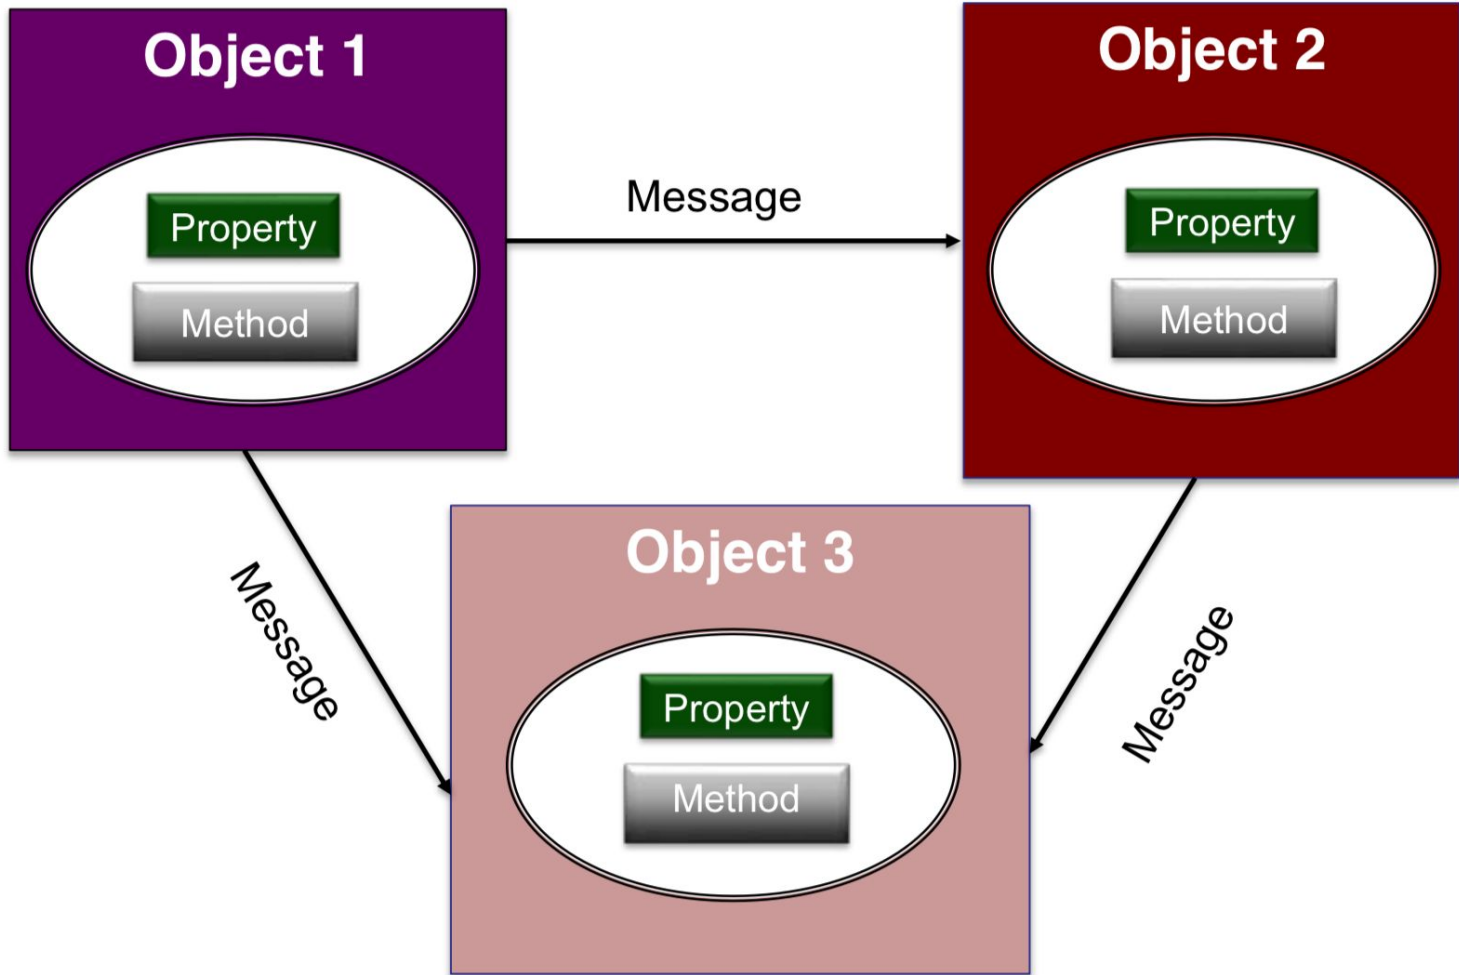 Object 1
Property
Method
Message
Object 2
Property
Method
Message
Message
Object 3
Property
Method